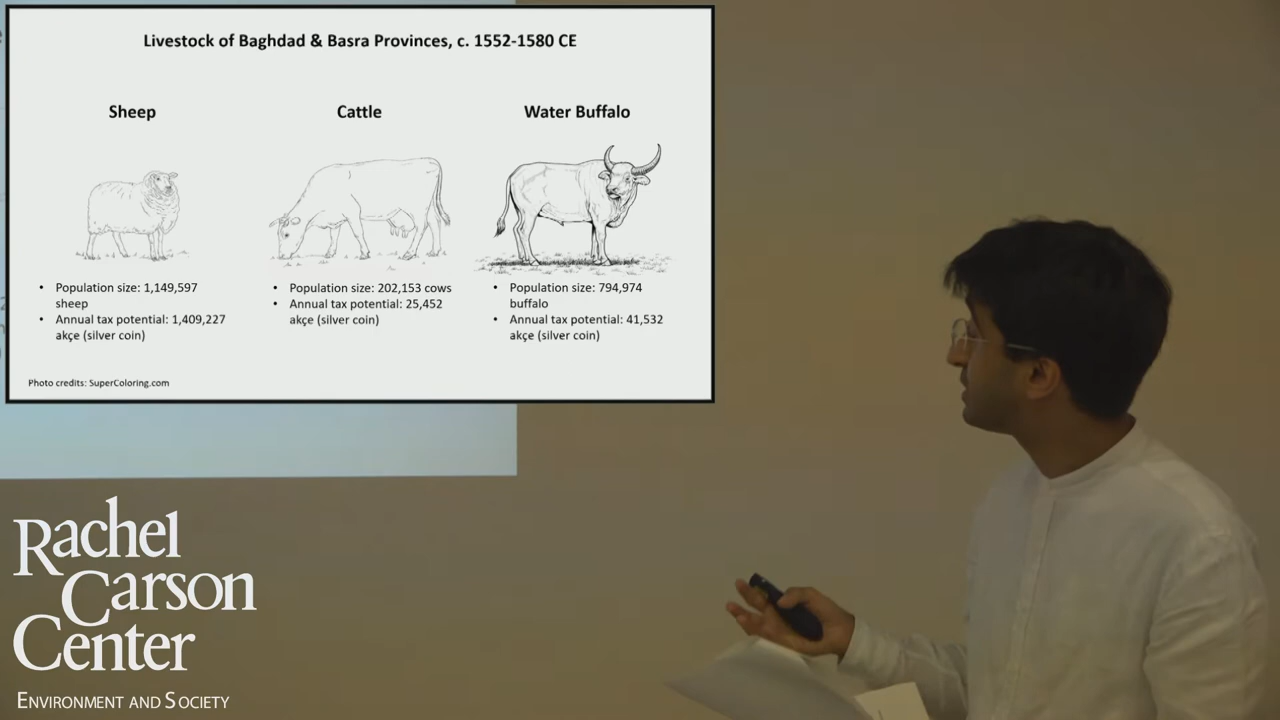 Livestock of Baghdad & Basra Provinces, c. 1552-1580 CE
Sheep
• Population size: 1,149,597
sheep
• Annual tax potential: 1,409,227
akçe (silver coin)
Cattle
• Population size: 202,153 cows
• Annual tax potential: 25,452
akçe (silver coin)
Water Buffalo
• Population size: 794,974
buffalo
• Annual tax potential: 41,532
akçe (silver coin)
Photo credits: SuperColoring.com
Rachel
Carson
Center
ENVIRONMENT AND SOCIETY